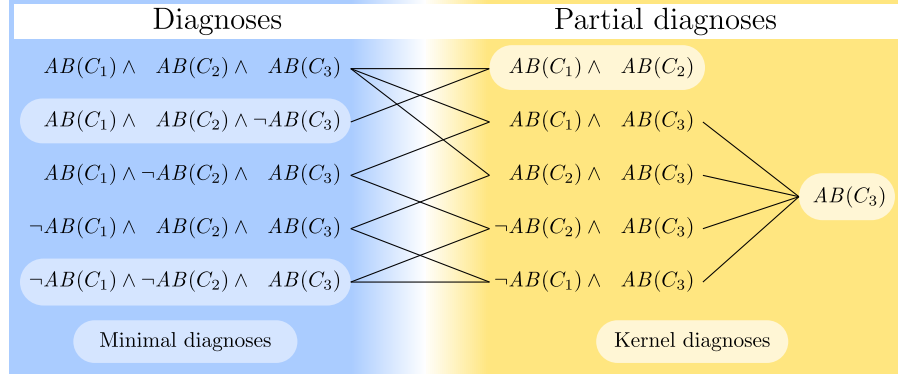 Diagnoses
Partial diagnoses
AB(C₁) ∧ AB(C₂) ∧ AB(C₃)
AB(C₁) ∧ AB(C₂) ∧ ¬AB(C₃)
AB(C₁) ∧ ¬AB(C₂) ∧ AB(C₃)
¬AB(C₁) ∧ AB(C₂) ∧ AB(C₃)
¬AB(C₁) ∧ ¬AB(C₂) ∧ AB(C₃)
Minimal diagnoses
AB(C₁) ∧ AB(C₂)
AB(C₁) ∧ AB(C₃)
AB(C₂) ∧ AB(C₃)
¬AB(C₂) ∧ AB(C₃)
¬AB(C₁) ∧ AB(C₃)
AB(C₃)
Kernel diagnoses